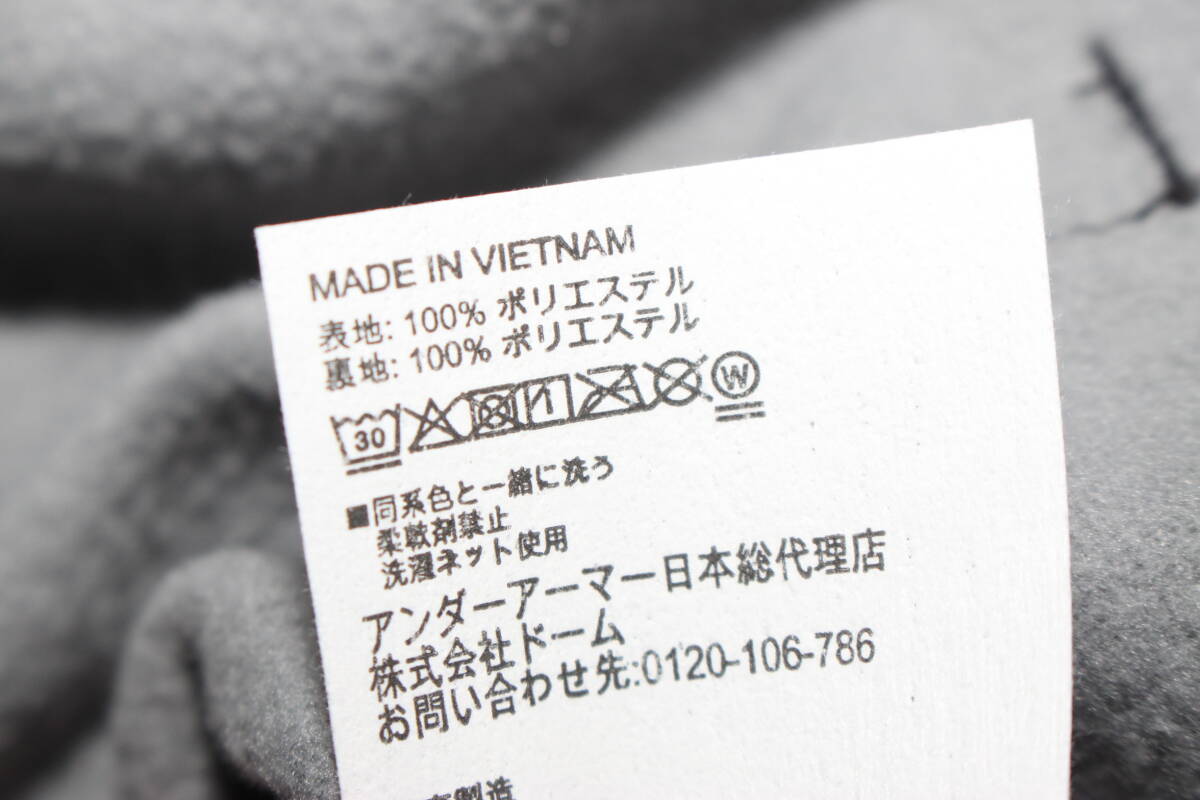 MADE IN VIETNAM
表地: 100% ポリエステル
裏地: 100% ポリエステル
30 W
■同系色と一緒に洗う
柔軟剤禁止
洗濯ネット使用
アンダーアーマー日本総代理店
株式会社ドーム
お問い合わせ先:0120-106-786
製造